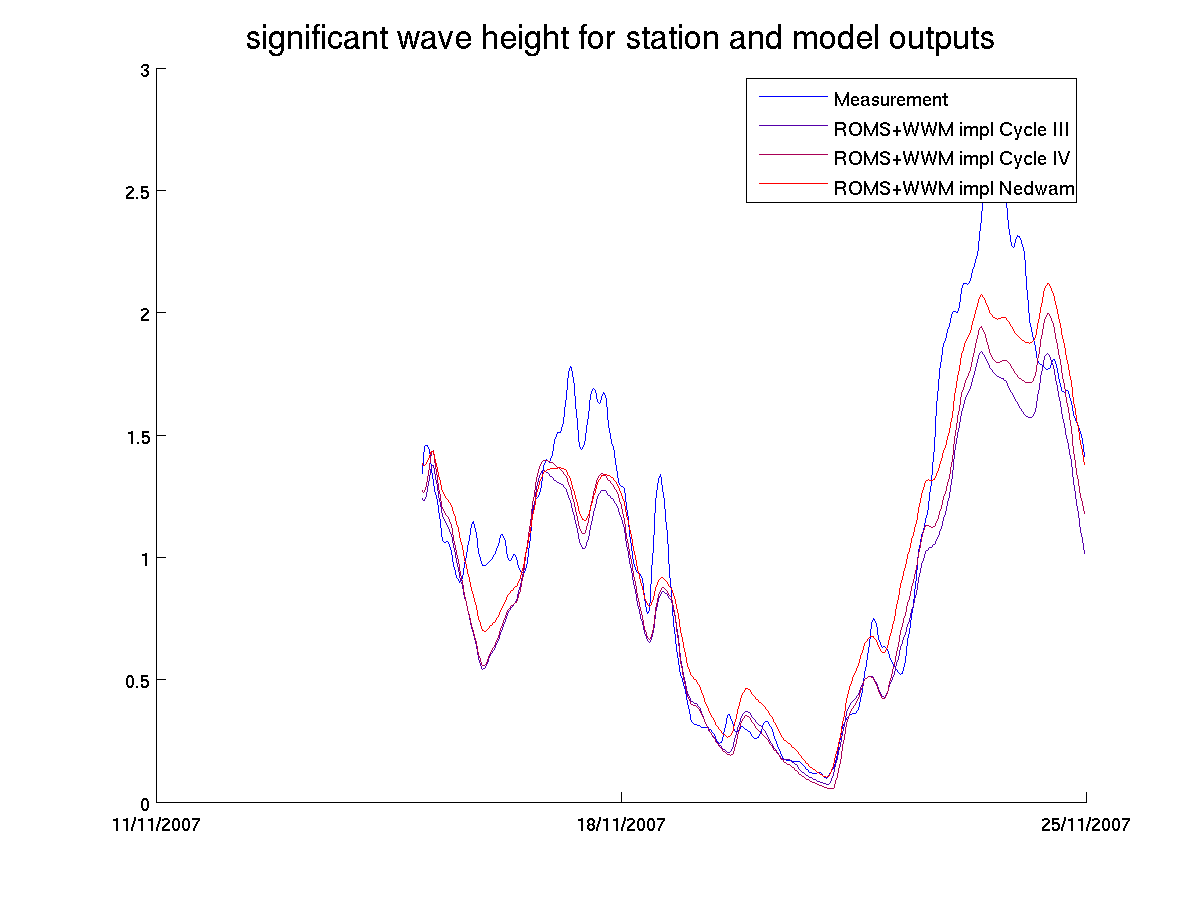 significant wave height for station and model outputs
3
Measurement
ROMS+WWM impl Cycle III
ROMS+WWM impl Cycle IV
ROMS+WWM impl Nedwam
2.5
2
1.5
1
0.5
0
11/11/2007 18/11/2007 25/11/2007